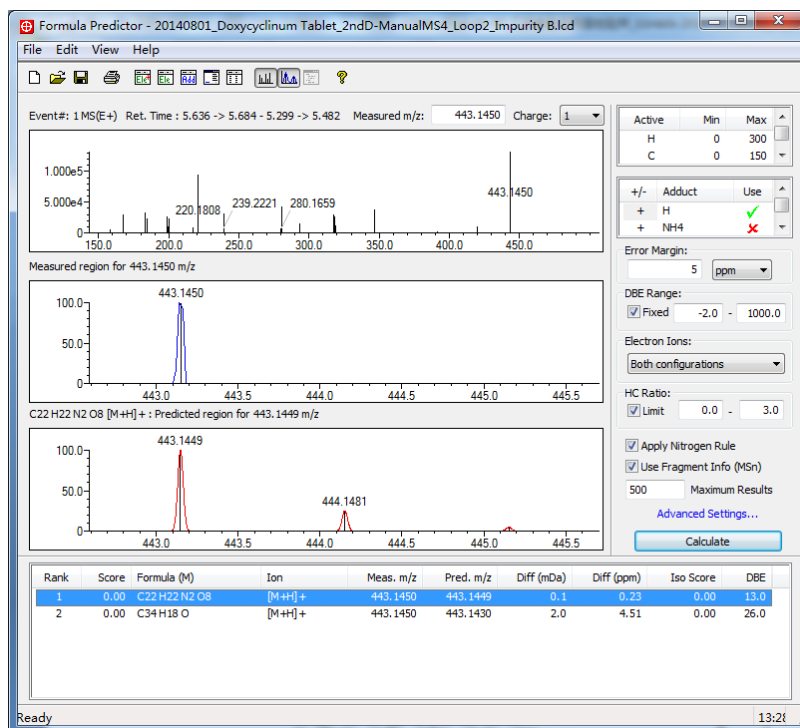 Formula Predictor - 20140801_Doxycyclinum Tablet_2ndD-ManualMS4_Loop2_Impurity B.lcd
File Edit View Help
Event#: 1 MS(E+) Ret. Time : 5.636 -> 5.684 - 5.299 -> 5.482 Measured m/z: 443.1450 Charge: 1
1.000e5
5.000e4
0
220.1808
239.2221
280.1659
443.1450
150.0 200.0 250.0 300.0 350.0 400.0 450.0
Measured region for 443.1450 m/z
443.1450
100.0
50.0
0
443.0 443.5 444.0 444.5 445.0 445.5
C22 H22 N2 O8 [M+H]+ : Predicted region for 443.1449 m/z
443.1449
100.0
444.1481
50.0
0
443.0 443.5 444.0 444.5 445.0 445.5
Active Min Max
H 0 300
C 0 150
+/- Adduct Use
+ H
+ NH4
Error Margin:
5 ppm
DBE Range:
Fixed -2.0 - 1000.0
Electron Ions:
Both configurations
HC Ratio:
Limit 0.0 - 3.0
Apply Nitrogen Rule
Use Fragment Info (MSn)
500 Maximum Results
Advanced Settings...
Calculate
Rank Score Formula (M) Ion Meas. m/z Pred. m/z Diff (mDa) Diff (ppm) Iso Score DBE
1 0.00 C22 H22 N2 O8 [M+H]+ 443.1450 443.1449 0.1 0.23 0.00 13.0
2 0.00 C34 H18 O [M+H]+ 443.1450 443.1430 2.0 4.51 0.00 26.0
Ready 13:28